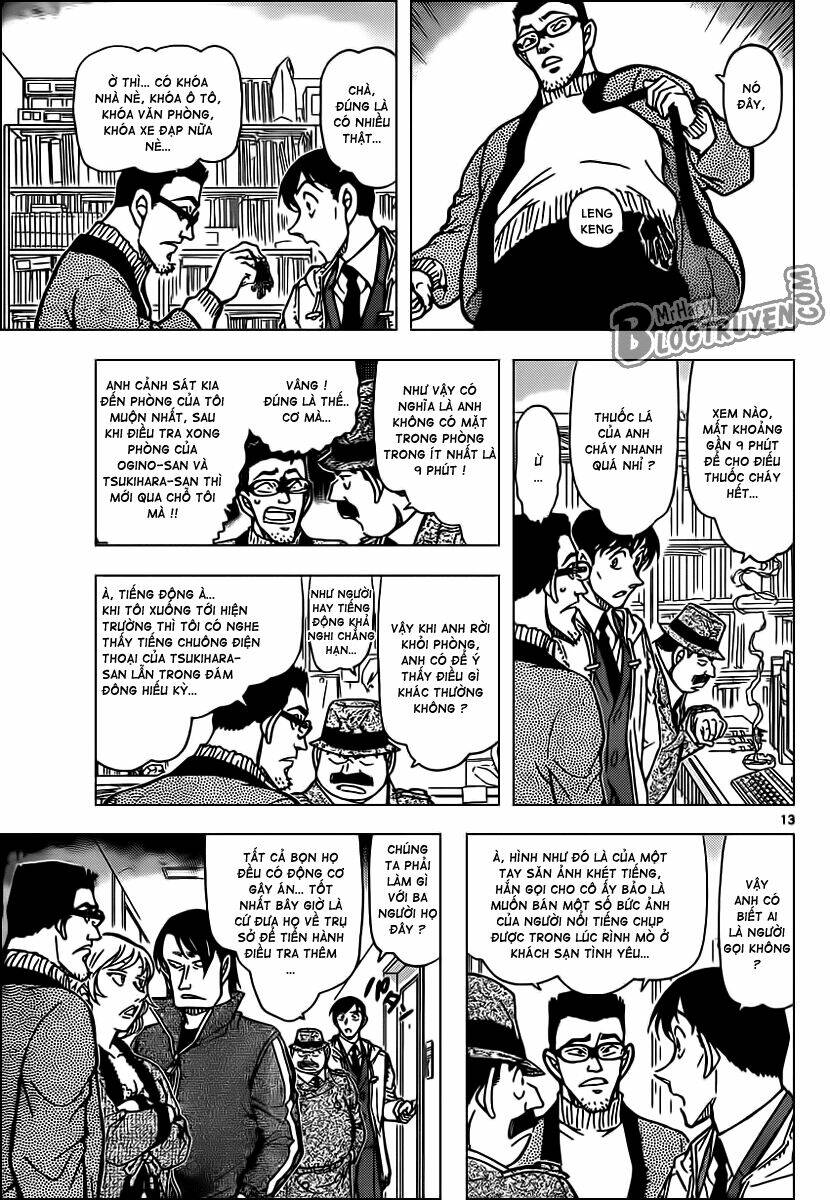 NÓ
ĐÂY,
LENG
KENG
CHÀ,
ĐÚNG LÀ
CÓ NHIỀU
THẬT...
Ờ THÌ... CÓ KHÓA
NHÀ NÈ, KHÓA Ô TÔ,
KHÓA VĂN PHÒNG,
KHÓA XE ĐẠP NỮA
NÈ...
Mr.Harry
BLOGTRUYEN.COM
XEM NÀO,
MẤT KHOẢNG
GẦN 9 PHÚT
ĐỂ CHO ĐIẾU
THUỐC CHÁY
HẾT...
THUỐC LÁ
CỦA ANH
CHÁY NHANH
QUÁ NHỈ ?
Ừ
...
NHƯ VẬY CÓ
NGHĨA LÀ ANH
KHÔNG CÓ MẶT
TRONG PHÒNG
TRONG ÍT NHẤT LÀ
9 PHÚT !
VÂNG !
ĐÚNG LÀ THẾ..
CƠ MÀ...
ANH CẢNH SÁT KIA
ĐẾN PHÒNG CỦA TÔI
MUỘN NHẤT, SAU
KHI ĐIỀU TRA XONG
PHÒNG CỦA
OGINO-SAN VÀ
TSUKIHARA-SAN THÌ
MỚI QUA CHỖ TÔI
MÀ !!
VẬY KHI ANH RỜI
KHỎI PHÒNG,
ANH CÓ ĐỂ Ý
THẤY ĐIỀU GÌ
KHÁC THƯỜNG
KHÔNG ?
NHƯ NGƯỜI
HAY TIẾNG
ĐỘNG KHẢ
NGHI CHẲNG
HẠN...
À, TIẾNG ĐỘNG À...
KHI TÔI XUỐNG TỚI HIỆN
TRƯỜNG THÌ TÔI CÓ NGHE
THẤY TIẾNG CHUÔNG ĐIỆN
THOẠI CỦA TSUKIHARA-
SAN LẪN TRONG ĐÁM
ĐÔNG HIẾU KỲ...
13
VẬY
ANH CÓ
BIẾT AI
LÀ NGƯỜI
GỌI KHÔNG ?
À, HÌNH NHƯ ĐÓ LÀ CỦA MỘT
TAY SĂN ẢNH KHÉT TIẾNG,
HẮN GỌI CHO CÔ ẤY BẢO LÀ
MUỐN BÁN MỘT SỐ BỨC ẢNH
CỦA NGƯỜI NỔI TIẾNG CHỤP
ĐƯỢC TRONG LÚC RÌNH MÒ Ở
KHÁCH SẠN TÌNH YÊU...
CHÚNG
TA PHẢI
LÀM GÌ
VỚI BA
NGƯỜI HỌ
ĐÂY ?
TẤT CẢ BỌN HỌ
ĐỀU CÓ ĐỘNG CƠ
GÂY ÁN... TỐT
NHẤT BÂY GIỜ LÀ
CỨ ĐƯA HỌ VỀ TRỤ
SỞ ĐỂ TIẾN HÀNH
ĐIỀU TRA THÊM
...